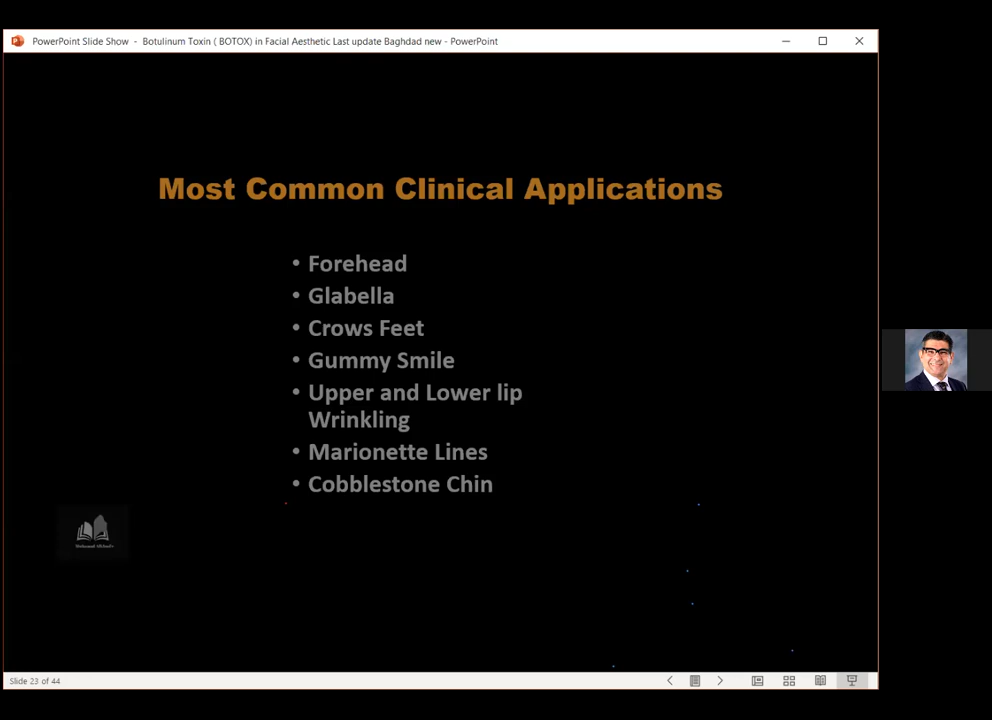 PowerPoint Slide Show - Botulinum Toxin ( BOTOX) in Facial Aesthetic Last update Baghdad new - PowerPoint
Most Common Clinical Applications
• Forehead
• Glabella
• Crows Feet
• Gummy Smile
• Upper and Lower lip
Wrinkling
• Marionette Lines
• Cobblestone Chin
Slide 23 of 44